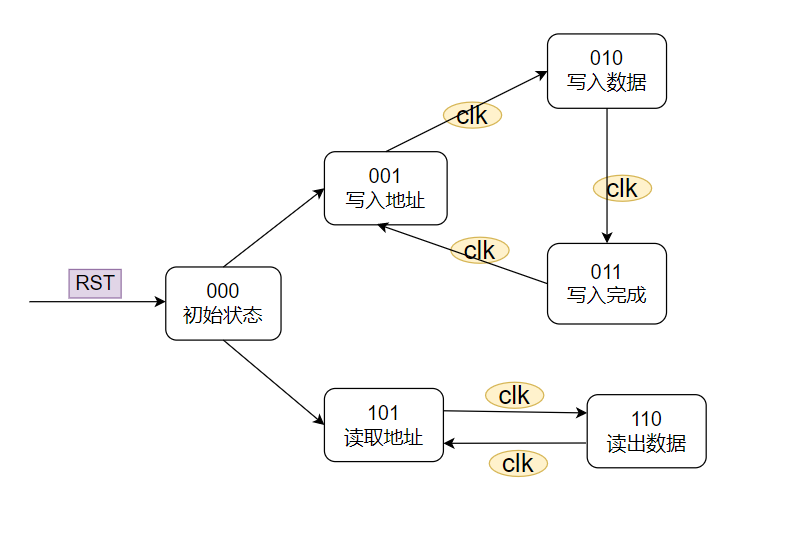 010
写入数据
clk
001
写入地址
clk
clk
011
写入完成
RST
000
初始状态
101
读取地址
clk
110
读出数据
clk